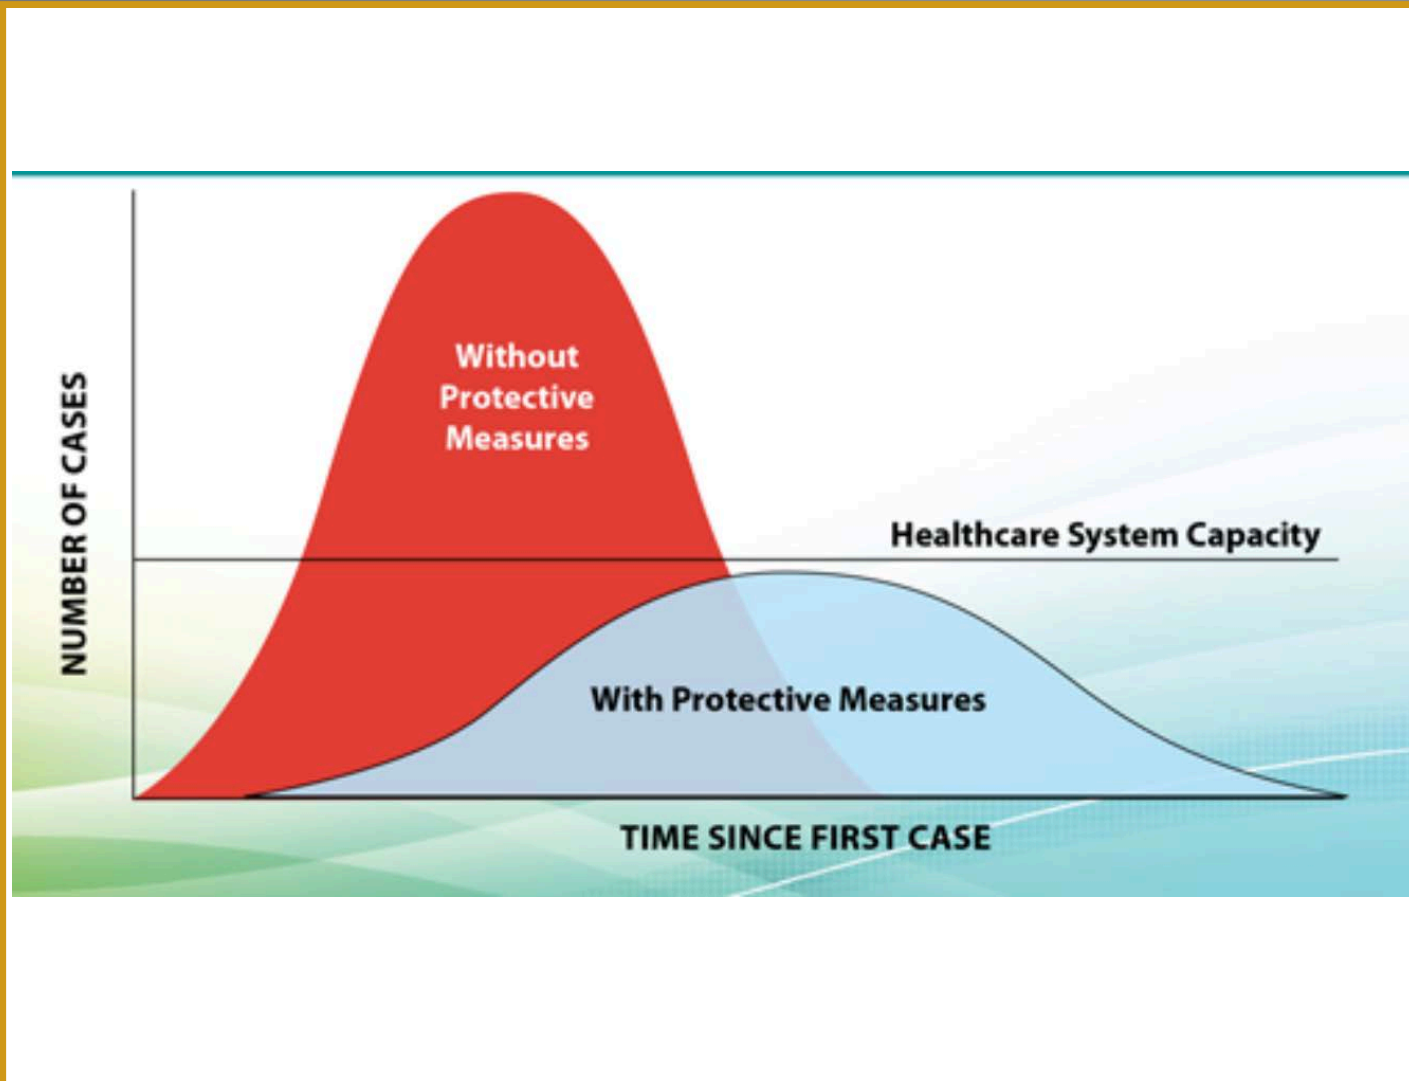 NUMBER OF CASES
Without
Protective
Measures
Healthcare System Capacity
With Protective Measures
TIME SINCE FIRST CASE